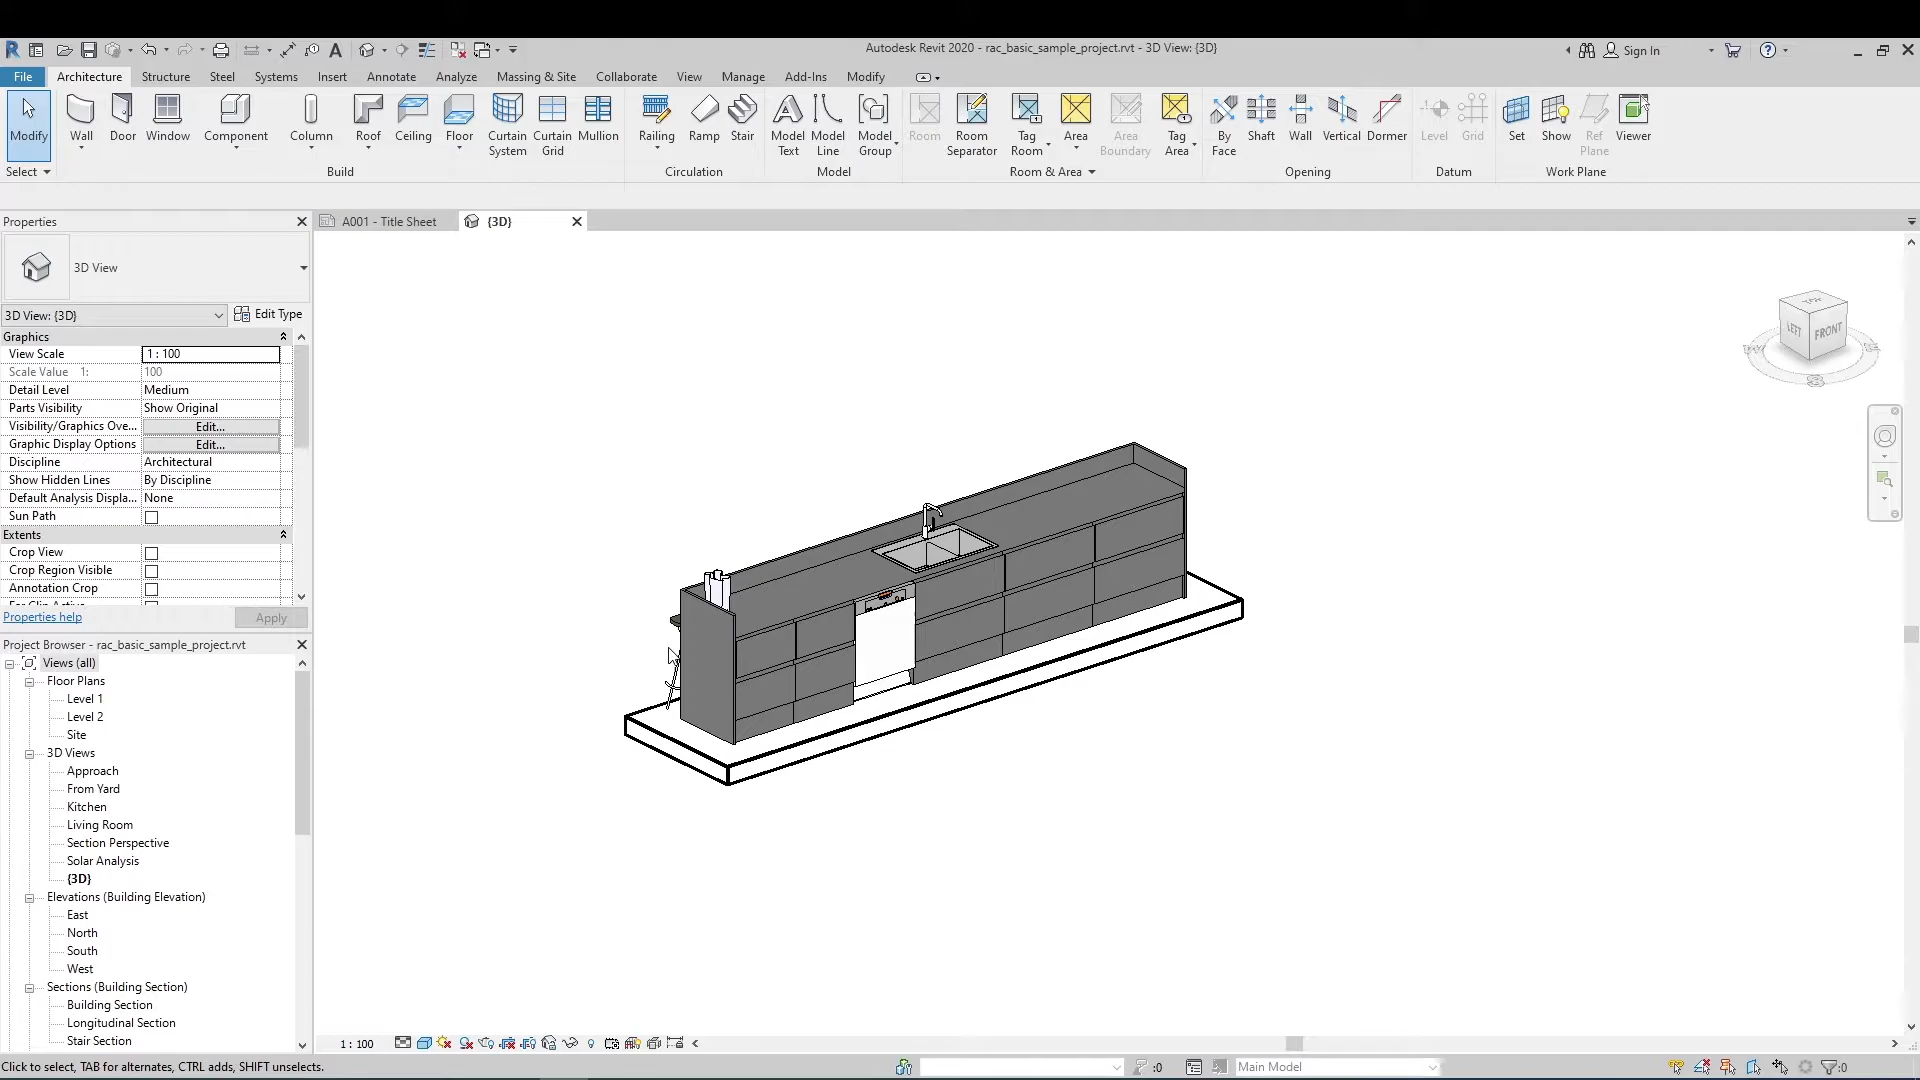 Autodesk Revit 2020 - rac_basic_sample_project.rvt - 3D View: {3D}
Sign In
File Architecture Structure Steel Systems Insert Annotate Analyze Massing & Site Collaborate View Manage Add-Ins Modify
Modify
Wall
Door
Window
Component
Column
Roof
Ceiling
Floor
Curtain System
Curtain Grid
Mullion
Railing
Ramp
Stair
Model Text
Model Line
Model Group
Room
Room Separator
Tag Room
Area
Area Boundary
Tag Area
By Face
Shaft
Wall
Vertical
Dormer
Level
Grid
Set
Show
Ref Plane
Viewer
Select
Build
Circulation
Model
Room & Area
Opening
Datum
Work Plane
Properties
A001 - Title Sheet
{3D}
3D View
3D View: {3D}
Edit Type
Graphics
View Scale 1 : 100
Scale Value 1: 100
Detail Level Medium
Parts Visibility Show Original
Visibility/Graphics Ove... Edit...
Graphic Display Options Edit...
Discipline Architectural
Show Hidden Lines By Discipline
Default Analysis Displa... None
Sun Path
Extents
Crop View
Crop Region Visible
Annotation Crop
Properties help
Apply
Project Browser - rac_basic_sample_project.rvt
Views (all)
Floor Plans
Level 1
Level 2
Site
3D Views
Approach
From Yard
Kitchen
Living Room
Section Perspective
Solar Analysis
{3D}
Elevations (Building Elevation)
East
North
South
West
Sections (Building Section)
Building Section
Longitudinal Section
Stair Section
TOP
LEFT
FRONT
S
1 : 100
Click to select, TAB for alternates, CTRL adds, SHIFT unselects.
:0
Main Model
:0